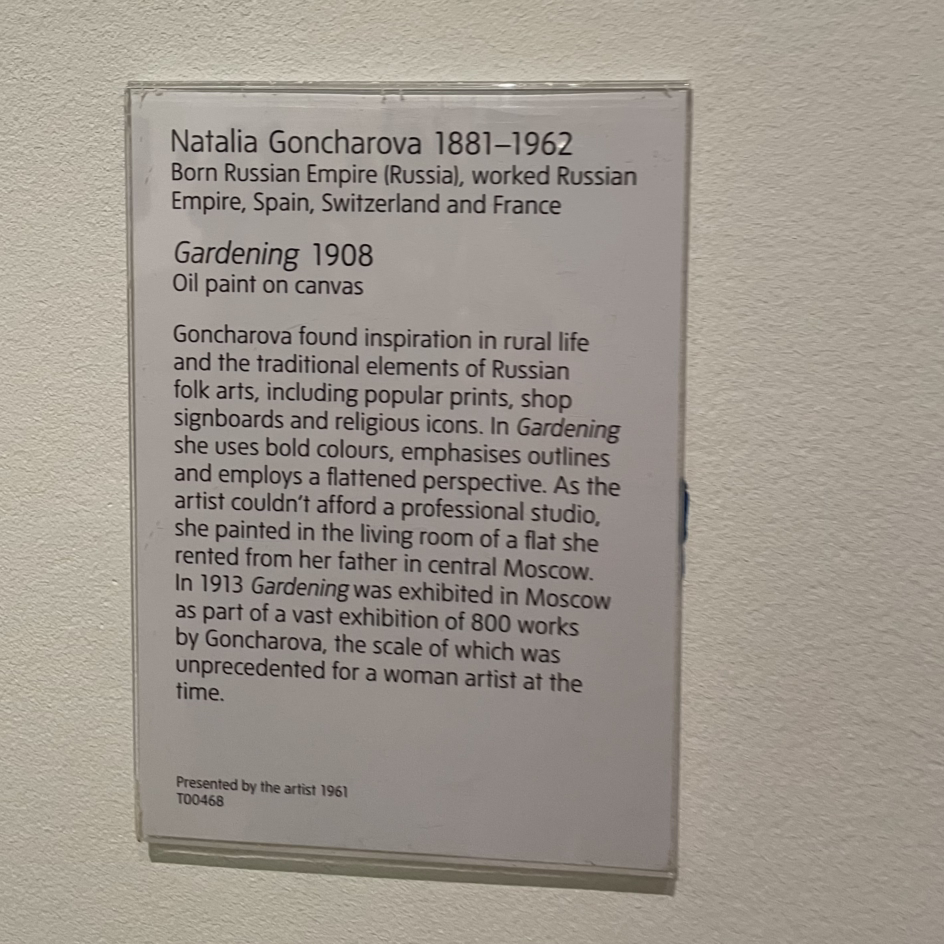 Natalia Goncharova 1881–1962
Born Russian Empire (Russia), worked Russian
Empire, Spain, Switzerland and France
Gardening 1908
Oil paint on canvas
Goncharova found inspiration in rural life
and the traditional elements of Russian
folk arts, including popular prints, shop
signboards and religious icons. In Gardening
she uses bold colours, emphasises outlines
and employs a flattened perspective. As the
artist couldn't afford a professional studio,
she painted in the living room of a flat she
rented from her father in central Moscow.
In 1913 Gardening was exhibited in Moscow
as part of a vast exhibition of 800 works
by Goncharova, the scale of which was
unprecedented for a woman artist at the
time.
Presented by the artist 1961
T00468